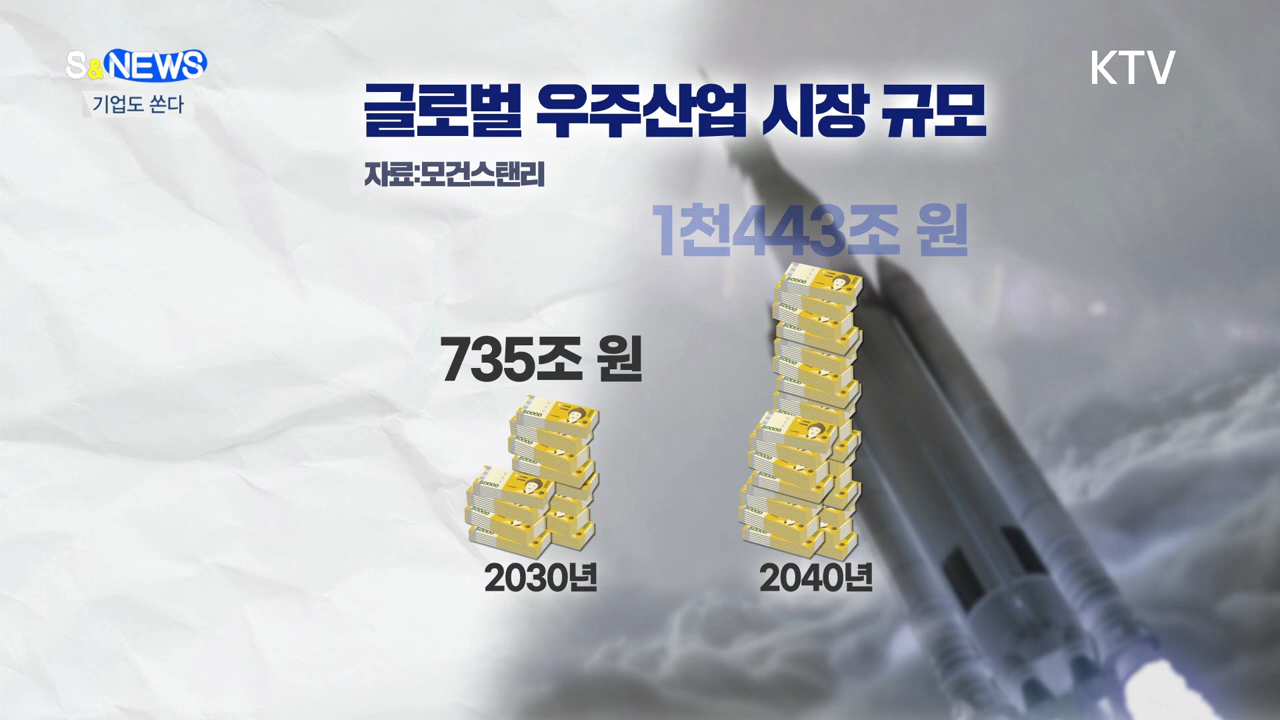 S&NEWS
기업도 쏜다
KTV
글로벌 우주산업 시장 규모
자료:모건스탠리
1천443조 원
735조 원
2030년
2040년